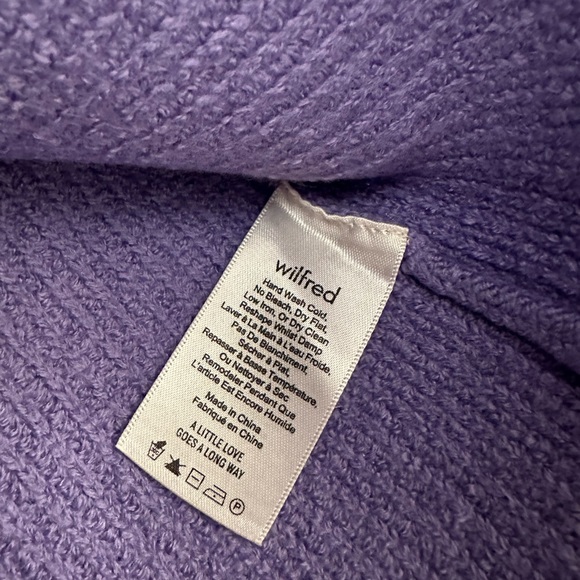 wilfred
Hand Wash Cold.
No Bleach, Dry Flat.
Low Iron, Or Dry Clean
Reshape Whilst Damp
Laver à La Main à L'eau Froide.
Pas De Blanchiment.
Sécher à Plat.
Repasser à Basse Température.
Ou Nettoyer à Sec
Remodeler Pendant Que
L'article Est Encore Humide
Made in China
Fabriqué en Chine
A LITTLE LOVE
GOES A LONG WAY
P